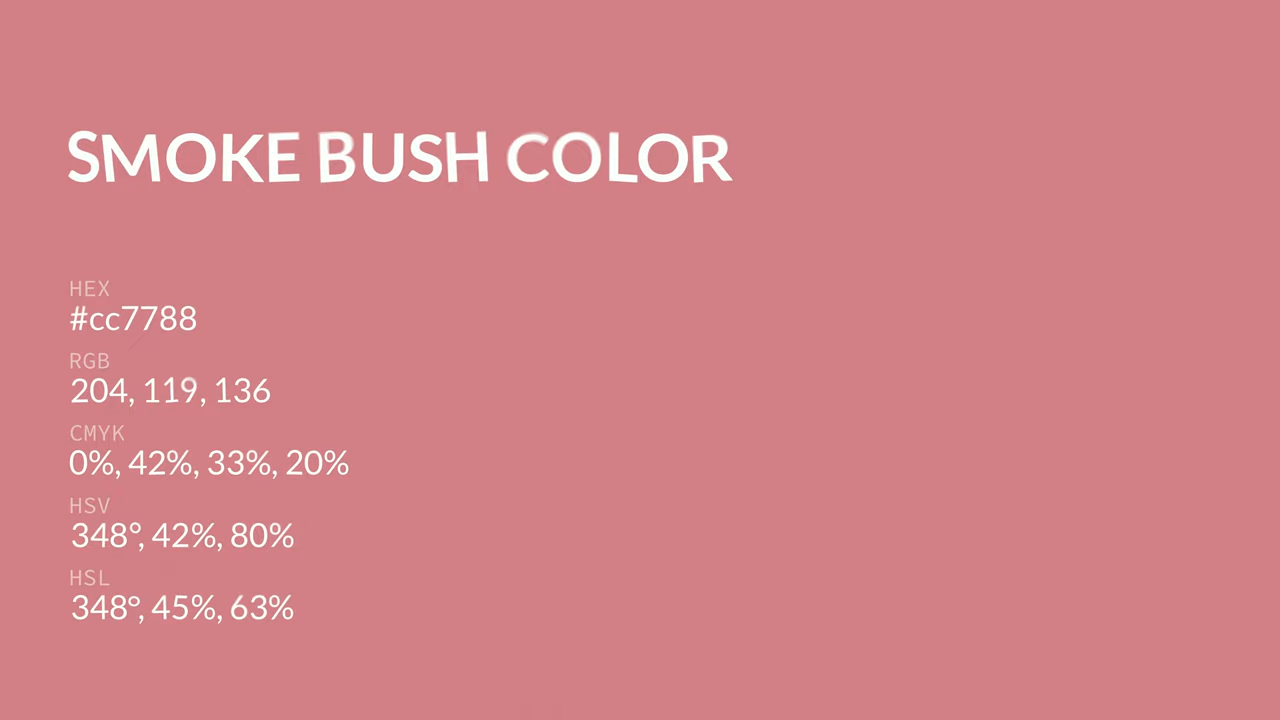 SMOKE BUSH COLOR
HEX
#cc7788
RGB
204, 119, 136
CMYK
0%, 42%, 33%, 20%
HSV
348°, 42%, 80%
HSL
348°, 45%, 63%